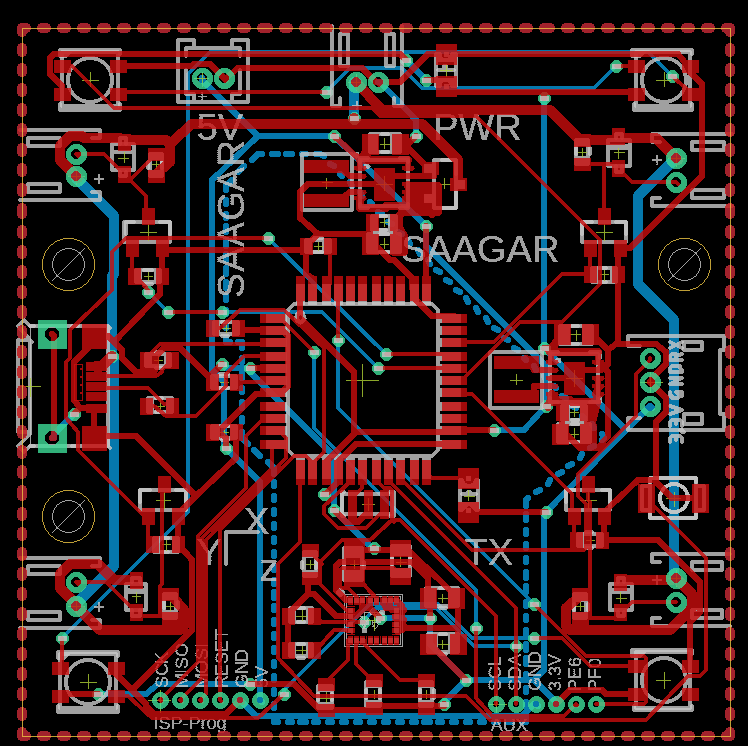 5V
PWR
SAAGAR
SAAGAR
3.3V GND RX
X
Y
Z
TX
SCK
MISO
MOSI
RESET
GND
5V
ISP-Prog
SCL
SDA
GND
3.3V
PE6
PF0
AUX